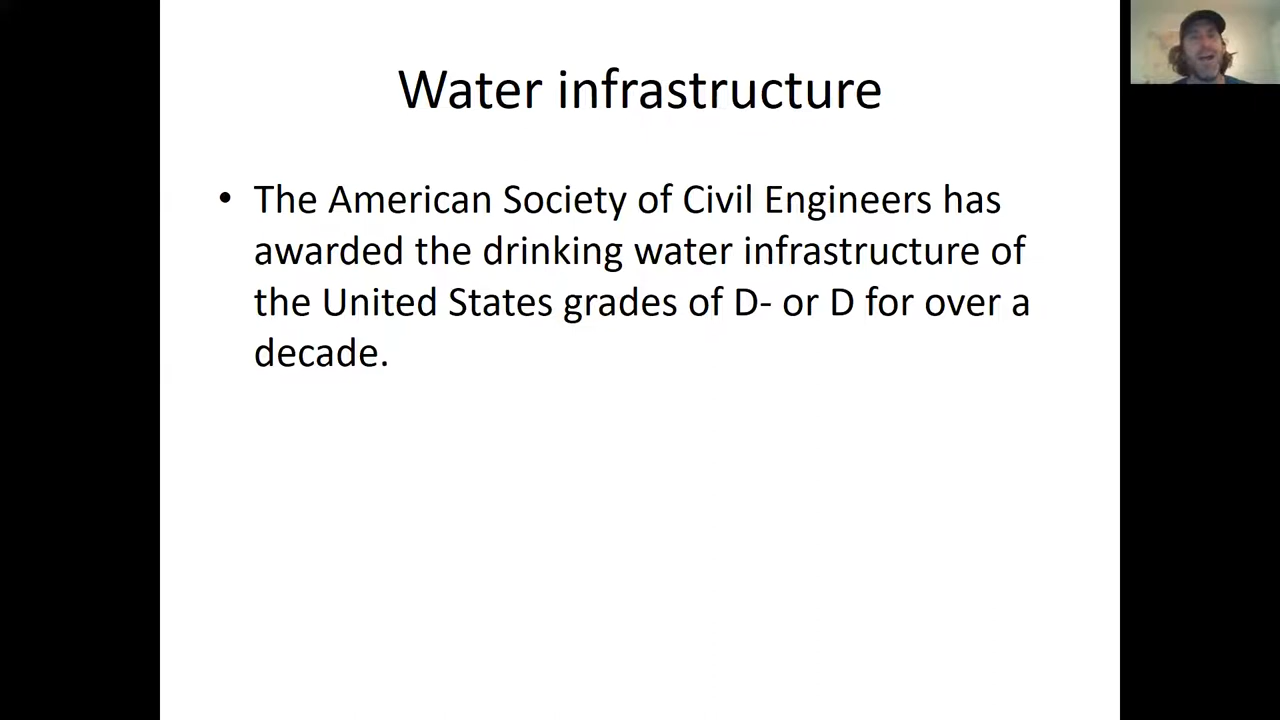 Water infrastructure
• The American Society of Civil Engineers has
awarded the drinking water infrastructure of
the United States grades of D- or D for over a
decade.